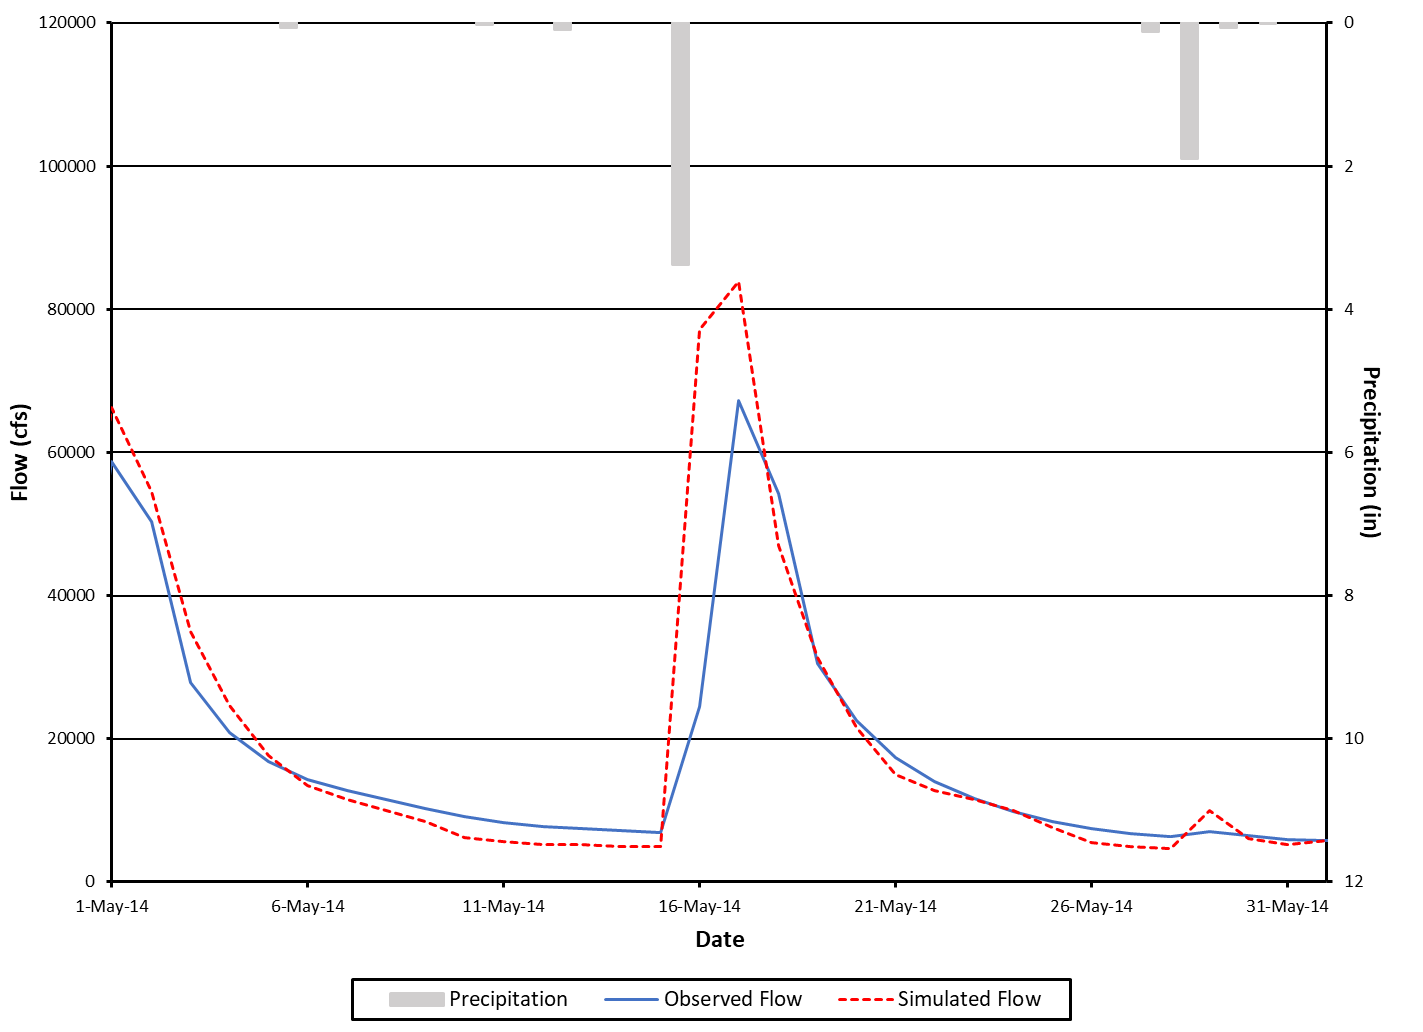 120000
100000
80000
60000
40000
20000
0
Flow (cfs)
0
2
4
6
8
10
12
Precipitation (in)
1-May-14 6-May-14 11-May-14 16-May-14 21-May-14 26-May-14 31-May-14
Date
Precipitation Observed Flow Simulated Flow